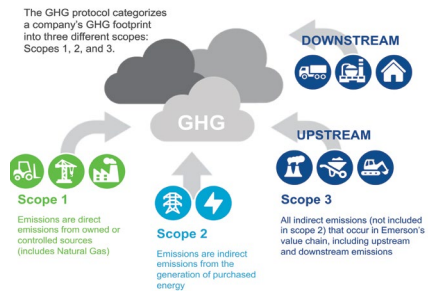 The GHG protocol categorizes
a company's GHG footprint
into three different scopes:
Scopes 1, 2, and 3.
DOWNSTREAM
GHG
UPSTREAM
Scope 1
Emissions are direct
emissions from owned or
controlled sources
(includes Natural Gas)
Scope 2
Emissions are indirect
emissions from the
generation of purchased
energy
Scope 3
All indirect emissions (not included
in scope 2) that occur in Emerson's
value chain, including upstream
and downstream emissions